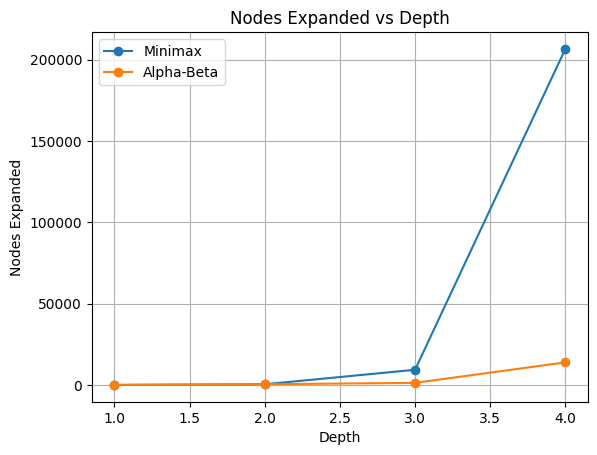 Nodes Expanded vs Depth
Minimax
Alpha-Beta
200000
150000
100000
50000
0
Nodes Expanded
1.0 1.5 2.0 2.5 3.0 3.5 4.0
Depth